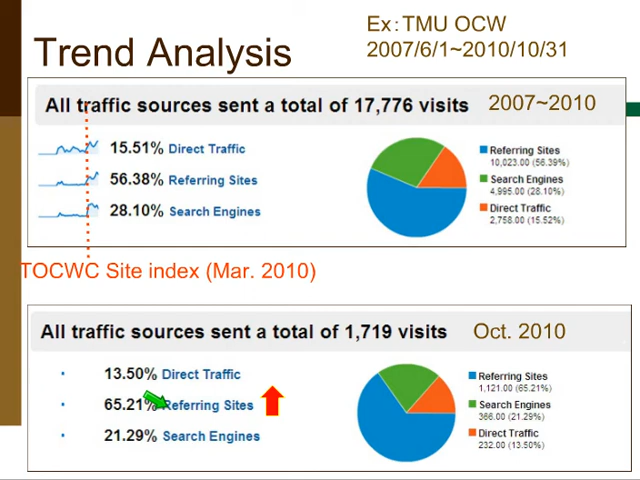 Ex：TMU OCW
2007/6/1~2010/10/31
Trend Analysis
All traffic sources sent a total of 17,776 visits
2007~2010
15.51% Direct Traffic
56.38% Referring Sites
28.10% Search Engines
Referring Sites
10,023.00 (56.39%)
Search Engines
4,995.00 (28.10%)
Direct Traffic
2,758.00 (15.52%)
TOCWC Site index (Mar. 2010)
All traffic sources sent a total of 1,719 visits
Oct. 2010
13.50% Direct Traffic
65.21% Referring Sites
21.29% Search Engines
Referring Sites
1,121.00 (65.21%)
Search Engines
366.00 (21.29%)
Direct Traffic
232.00 (13.50%)